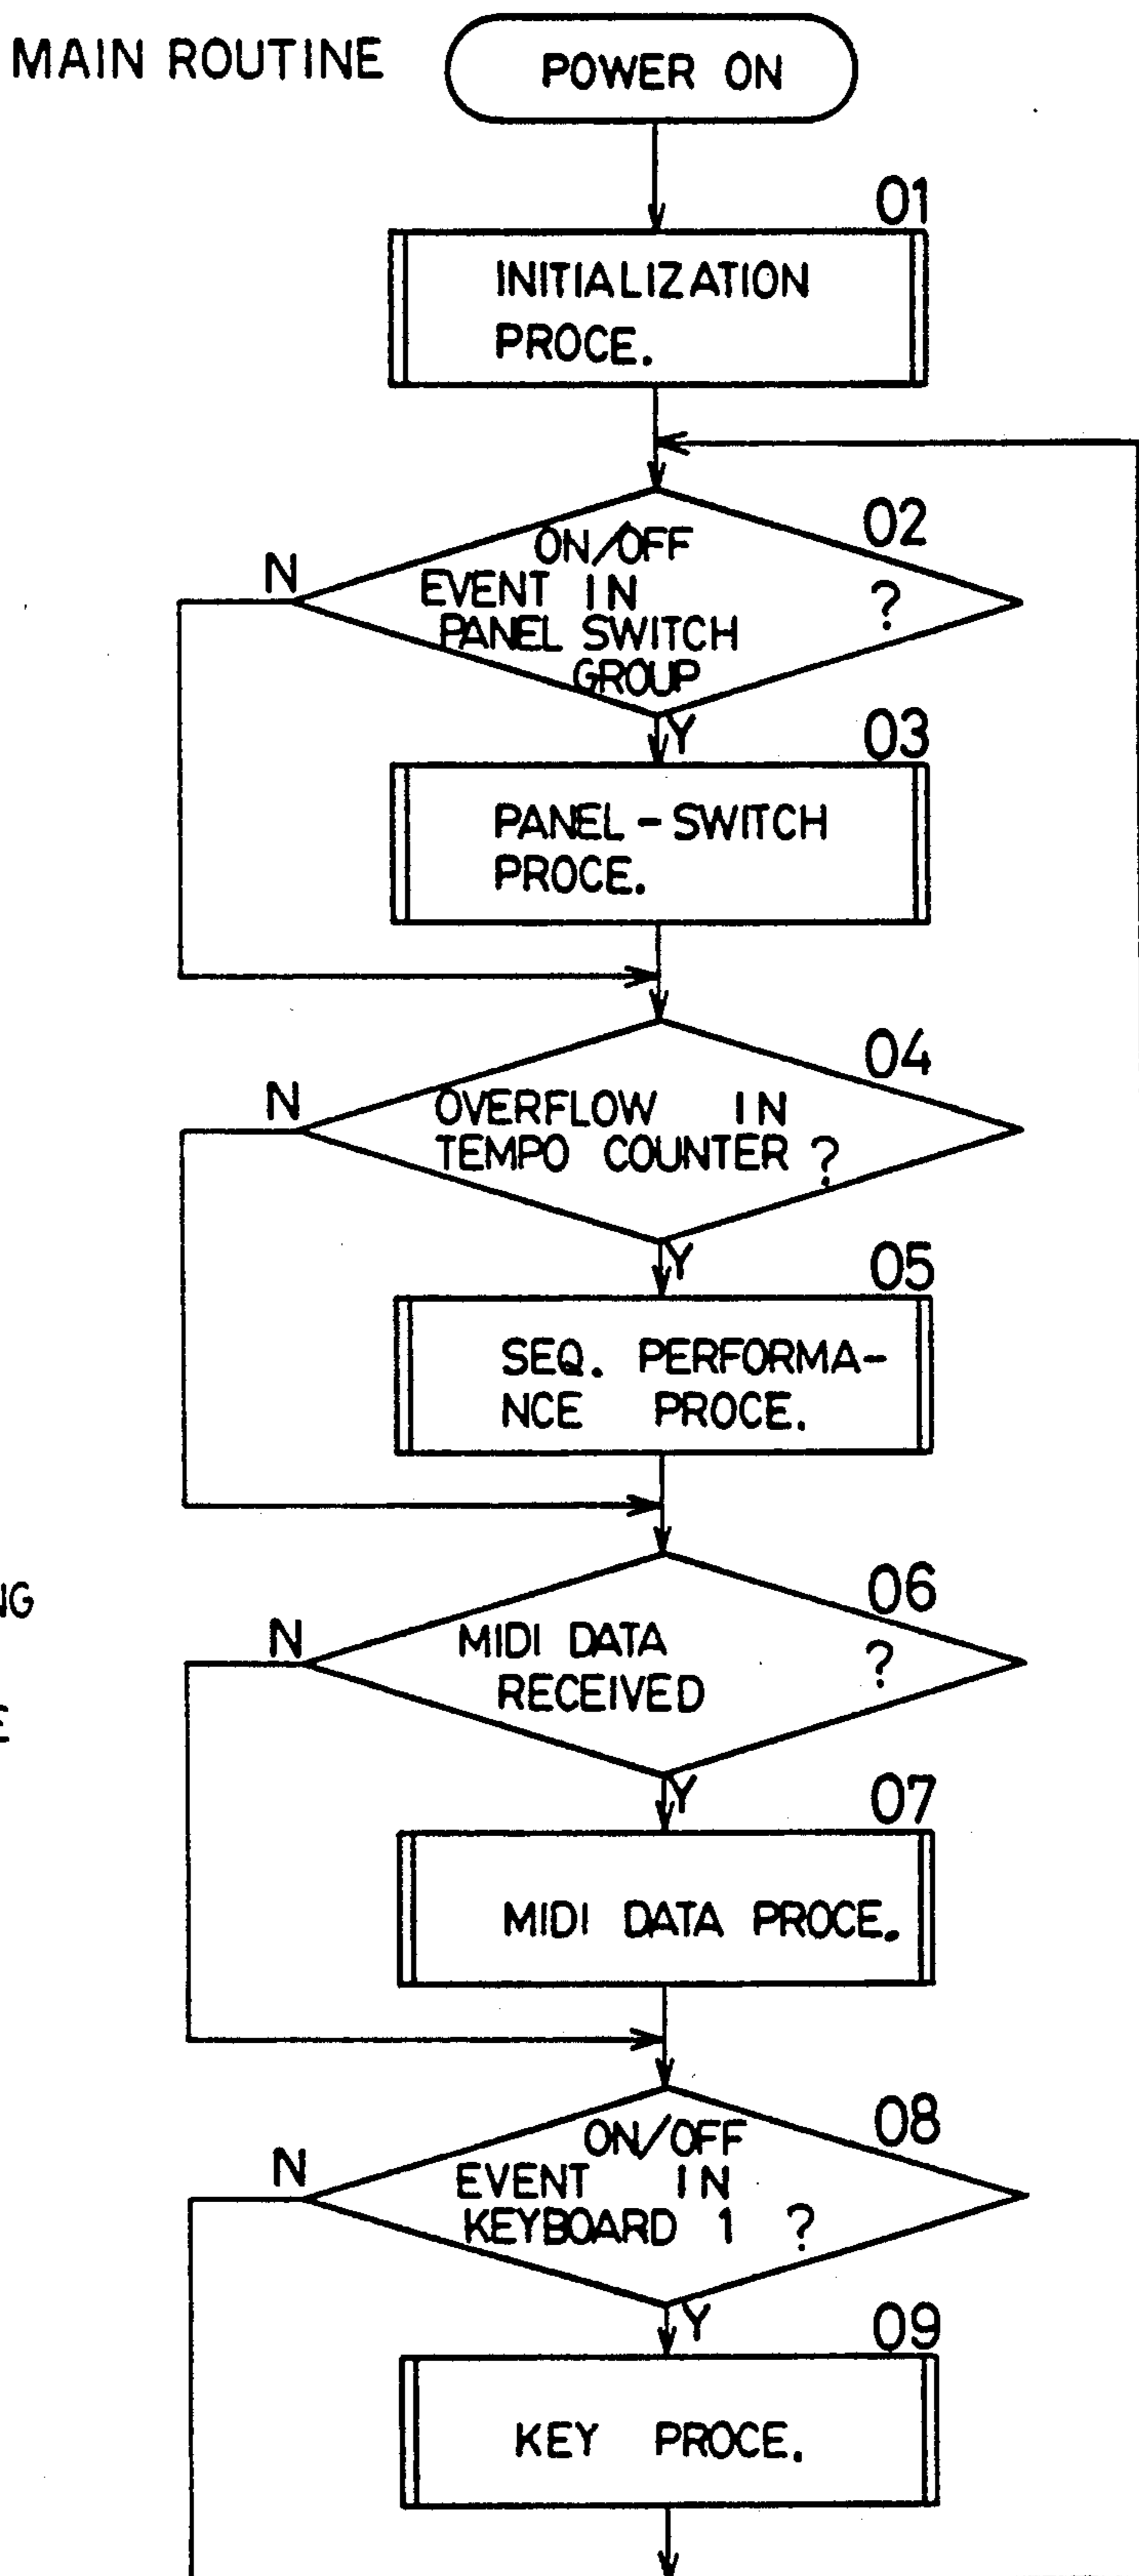 MAIN ROUTINE
POWER ON
01
INITIALIZATION
PROCE.
02
ON/OFF
N
EVENT IN
?
PANEL SWITCH
GROUP
Y
03
PANEL-SWITCH
PROCE.
04
N
OVERFLOW IN
TEMPO COUNTER ?
Y
05
SEQ. PERFORMA-
NCE PROCE.
06
N
MIDI DATA
?
RECEIVED
Y
07
MIDI DATA PROCE.
08
ON/OFF
N
EVENT IN
KEYBOARD 1 ?
Y
09
KEY PROCE.